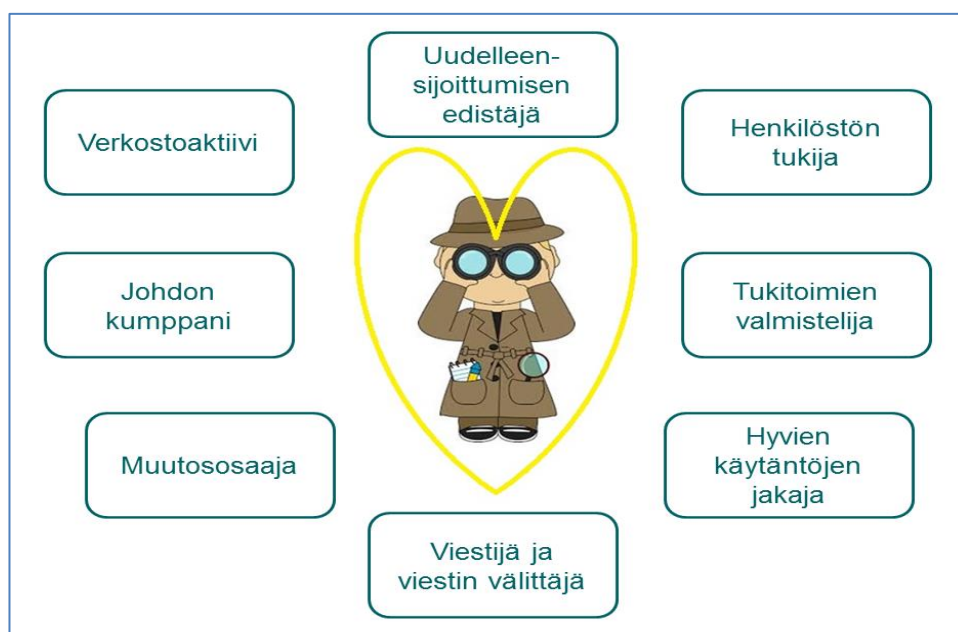 Uudelleen-
sijoittumisen
edistäjä
Verkostoaktiivi
Henkilöstön
tukija
Johdon
kumppani
Tukitoimien
valmistelija
Muutososaaja
Hyvien
käytäntöjen
jakaja
Viestijä ja
viestin välittäjä